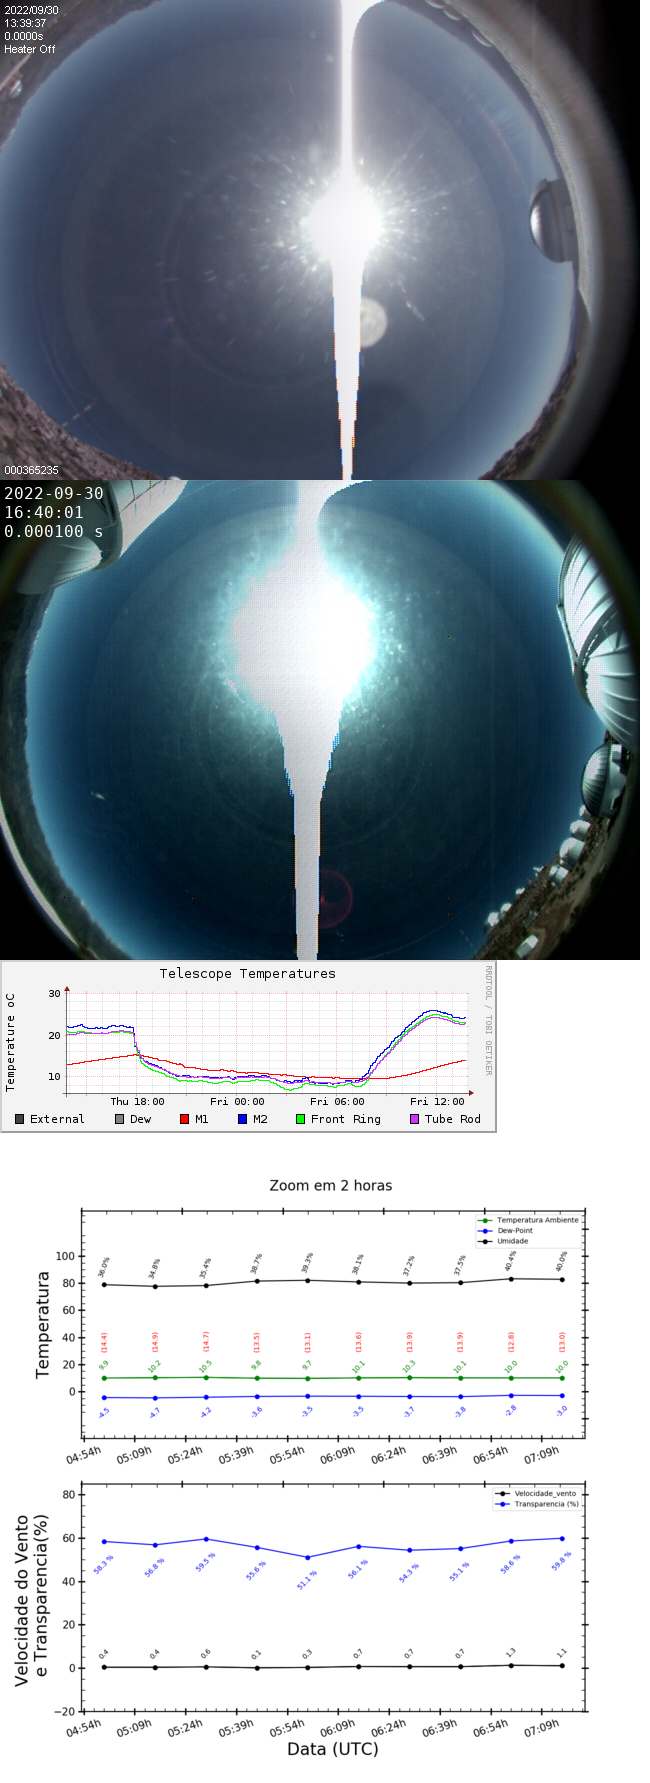 2022/09/30
13:39:37
0.0000s
Heater Off
000365235
2022-09-30
16:40:01
0.000100 s
Telescope Temperatures
RRDTOOL / TOBI OETIKER
Temperature oC
30
20
10
Thu 18:00 Fri 00:00 Fri 06:00 Fri 12:00
External Dew M1 M2 Front Ring Tube Rod
Zoom em 2 horas
Temperatura Ambiente
Dew-Point
Umidade
Temperatura
100
80
60
40
20
0
36.0% 34.8% 35.4% 38.7% 39.3% 38.1% 37.2% 37.5% 40.4% 40.0%
(14.4) (14.9) (14.7) (13.5) (13.1) (13.6) (13.9) (13.9) (12.8) (13.0)
9.9 10.2 10.5 9.8 9.7 10.1 10.3 10.1 10.0 10.0
-4.5 -4.7 -4.2 -3.6 -3.5 -3.5 -3.7 -3.8 -2.8 -3.0
04:54h 05:09h 05:24h 05:39h 05:54h 06:09h 06:24h 06:39h 06:54h 07:09h
Velocidade_vento
Transparencia (%)
Velocidade do Vento
e Transparencia(%)
80
60
40
20
0
−20
58.3 % 56.8 % 59.5 % 55.6 % 51.1 % 56.1 % 54.3 % 55.1 % 58.6 % 59.8 %
0.4 0.4 0.6 0.1 0.3 0.7 0.7 0.7 1.3 1.1
04:54h 05:09h 05:24h 05:39h 05:54h 06:09h 06:24h 06:39h 06:54h 07:09h
Data (UTC)